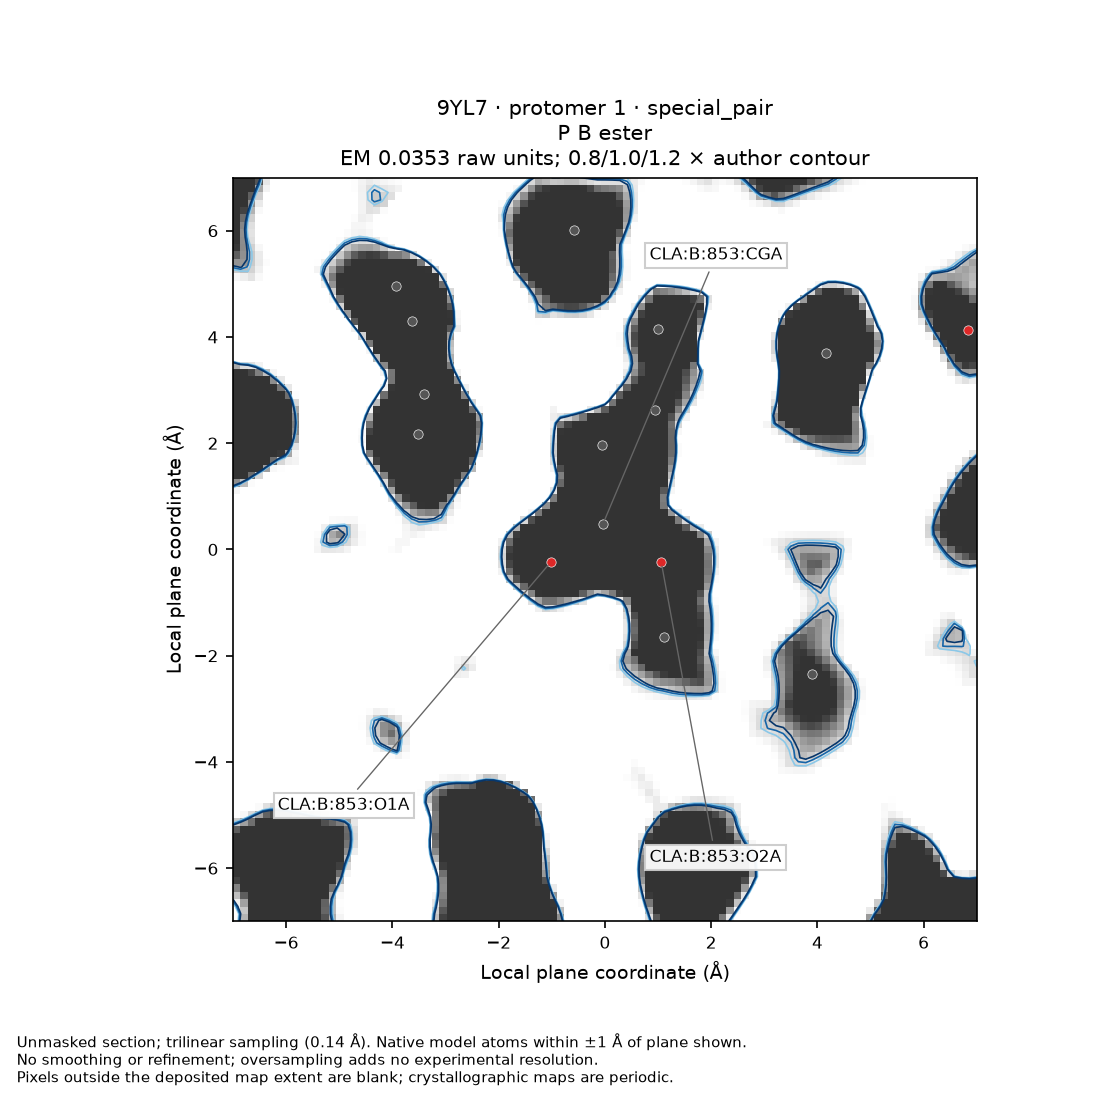 9YL7 · protomer 1 · special_pair
P B ester
EM 0.0353 raw units; 0.8/1.0/1.2 × author contour
CLA:B:853:CGA
CLA:B:853:O1A
CLA:B:853:O2A
6
4
2
0
−2
−4
−6
Local plane coordinate (Å)
−6 −4 −2 0 2 4 6
Local plane coordinate (Å)
Unmasked section; trilinear sampling (0.14 Å). Native model atoms within ±1 Å of plane shown.
No smoothing or refinement; oversampling adds no experimental resolution.
Pixels outside the deposited map extent are blank; crystallographic maps are periodic.